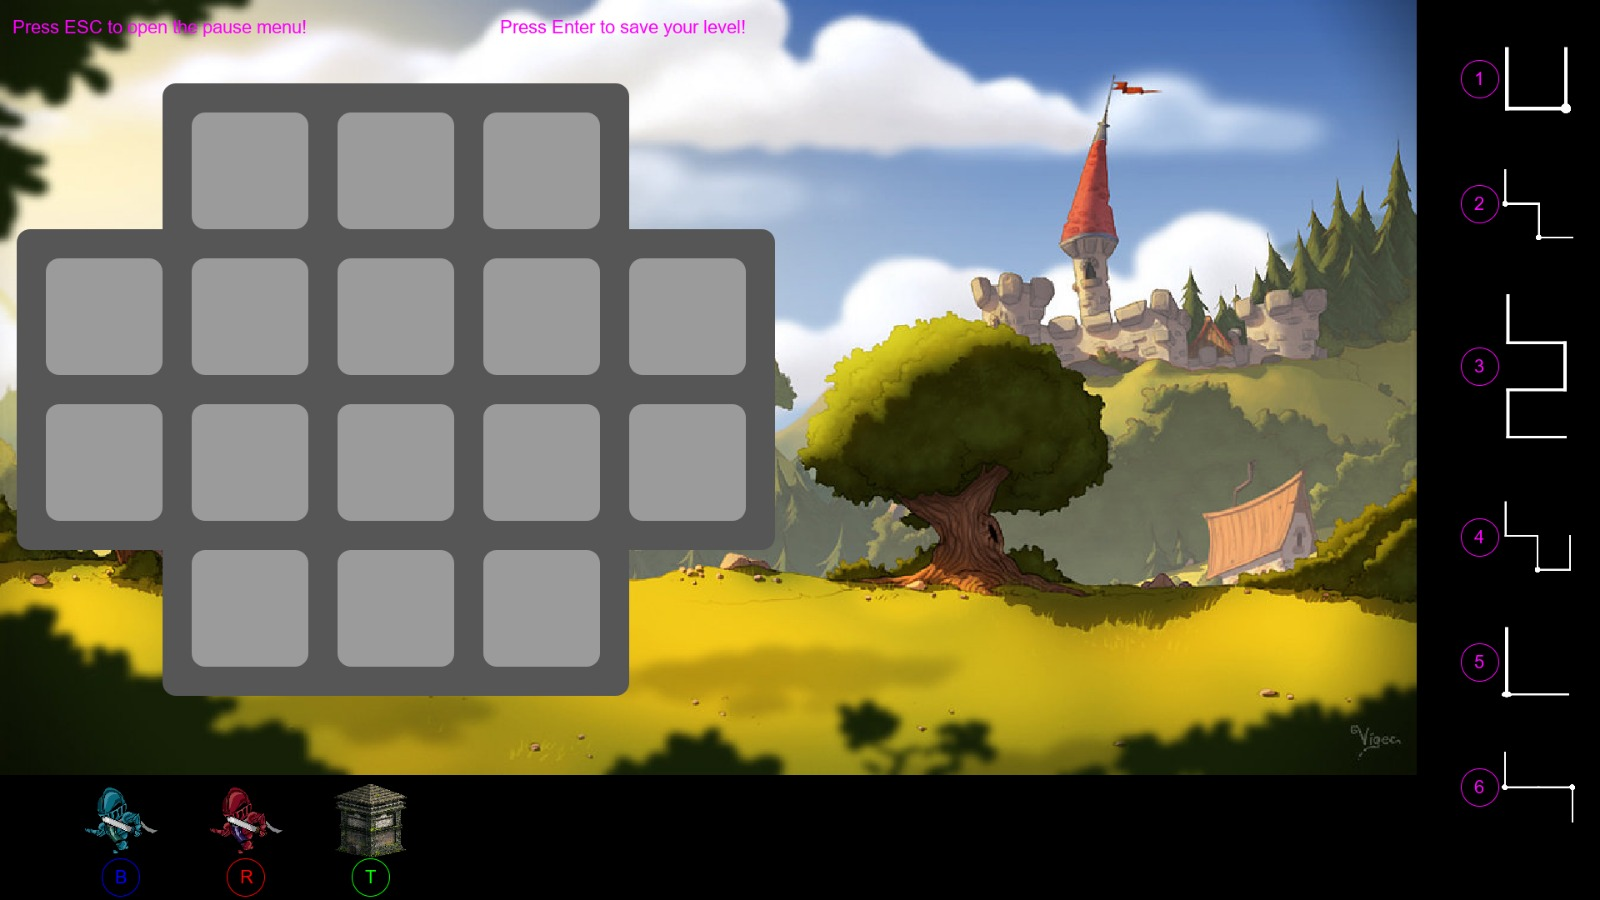 Press ESC to open the pause menu!
Press Enter to save your level!
1
2
3
4
5
6
Vigea
B
R
T